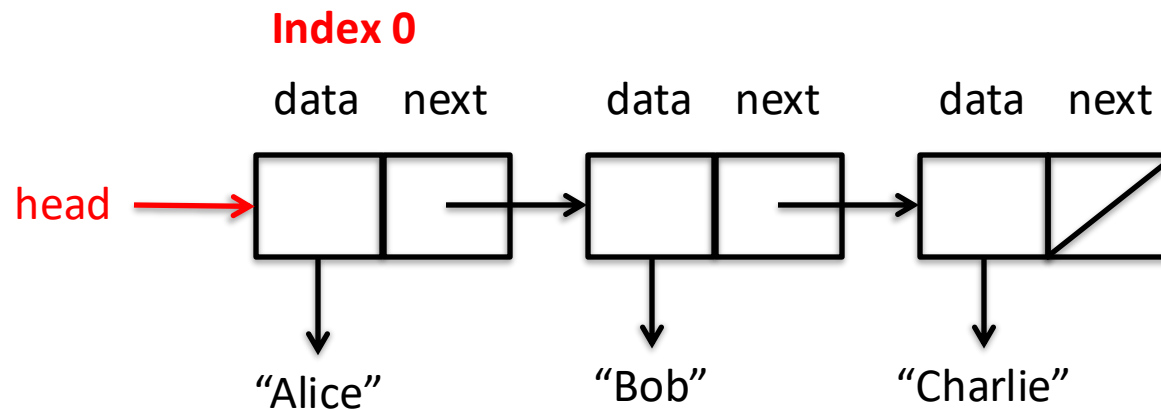 Index 0
data next data next data next
head
“Alice” “Bob” “Charlie”